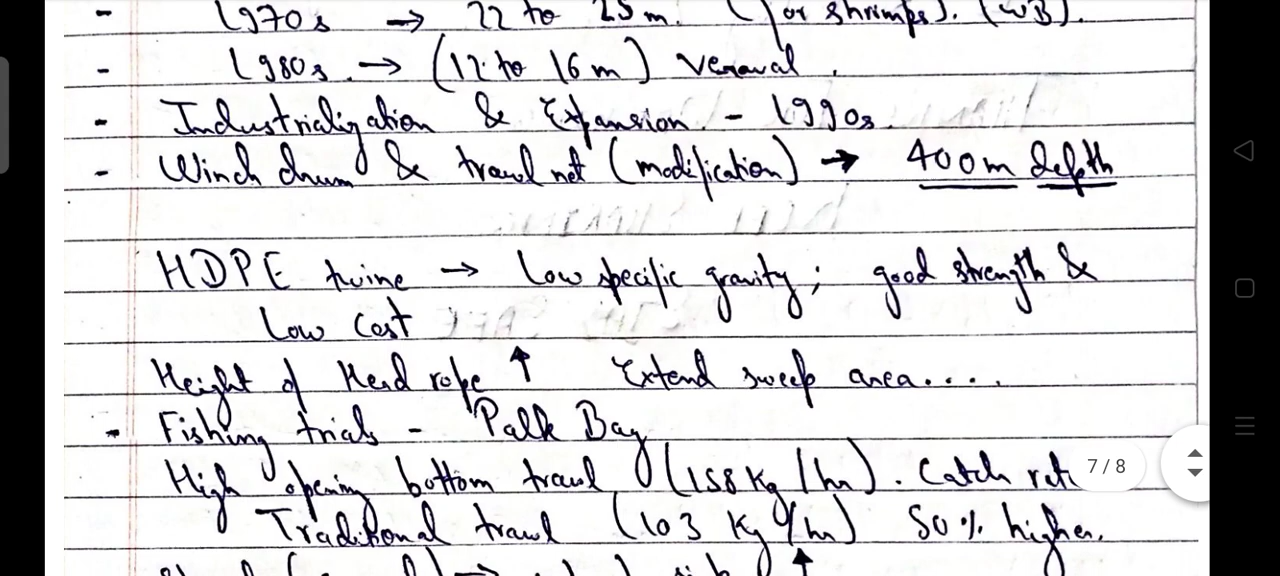 - 1970s → 22 to 25 m. (for shrimps). (WB).
- 1980s. → (12 to 16 m) Veraval.
- Industrialization & Expansion. - 1990s.
- Winch drum & trawl net (modification) → 400m depth
HDPE twine → Low specific gravity; good strength &
Low cost
Height of Head rope ↑ Extend sweep area....
- Fishing trials - Palk Bay
High opening bottom trawl (158 Kg/hr). Catch rate
7/8
Traditional trawl (103 Kg/hr) 50% higher.